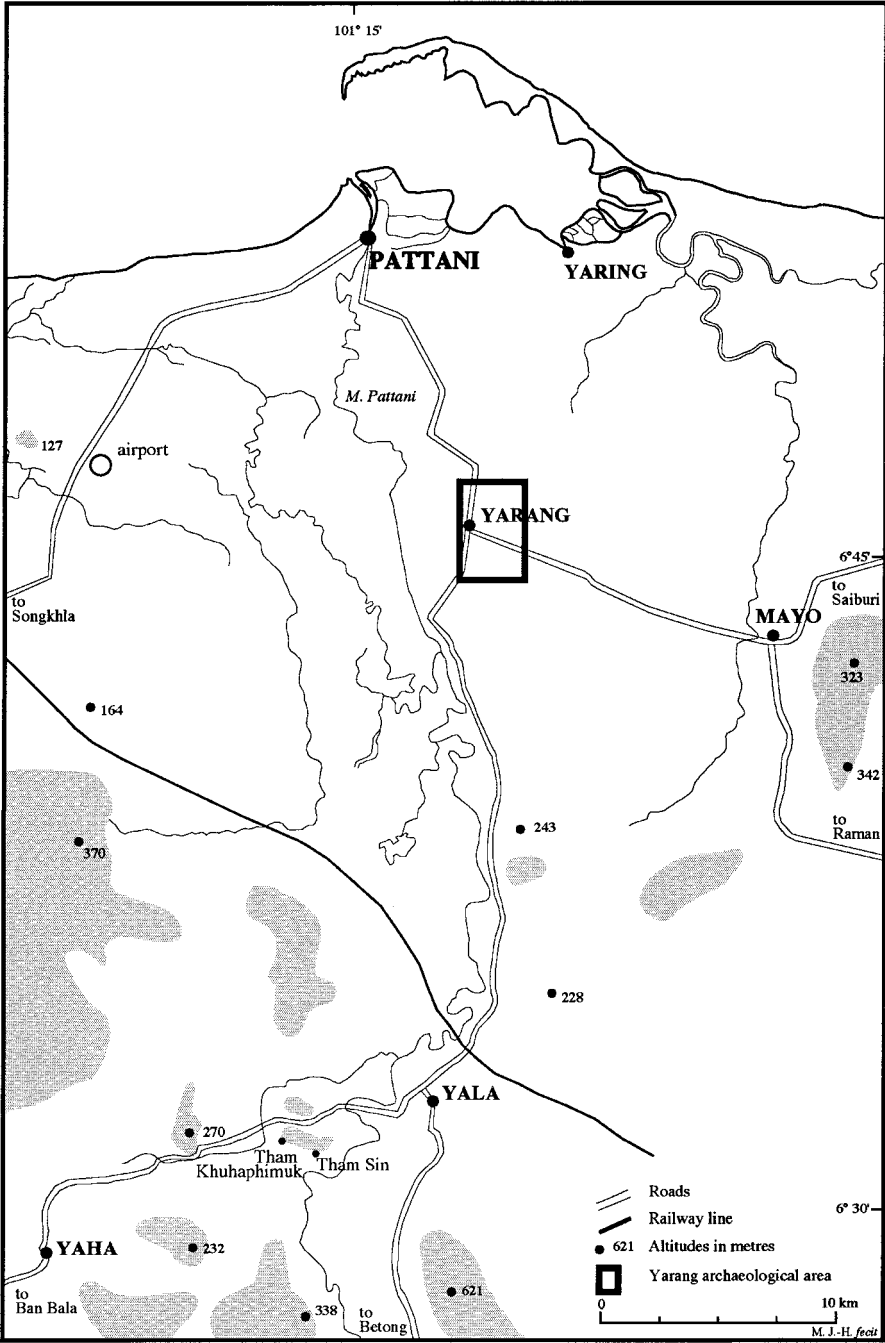 101° 15'
PATTANI
YARING
M. Pattani
127
airport
YARANG
6°45'
to
Songkhla
to
Saiburi
MAYO
323
164
342
to
Raman
243
370
228
YALA
270
Tham
Khuhaphimuk
Tham Sin
Roads
Railway line
6° 30'
621 Altitudes in metres
YAHA
232
Yarang archaeological area
621
to
Ban Bala
338
to
Betong
0 10 km
M. J.-H. fecit